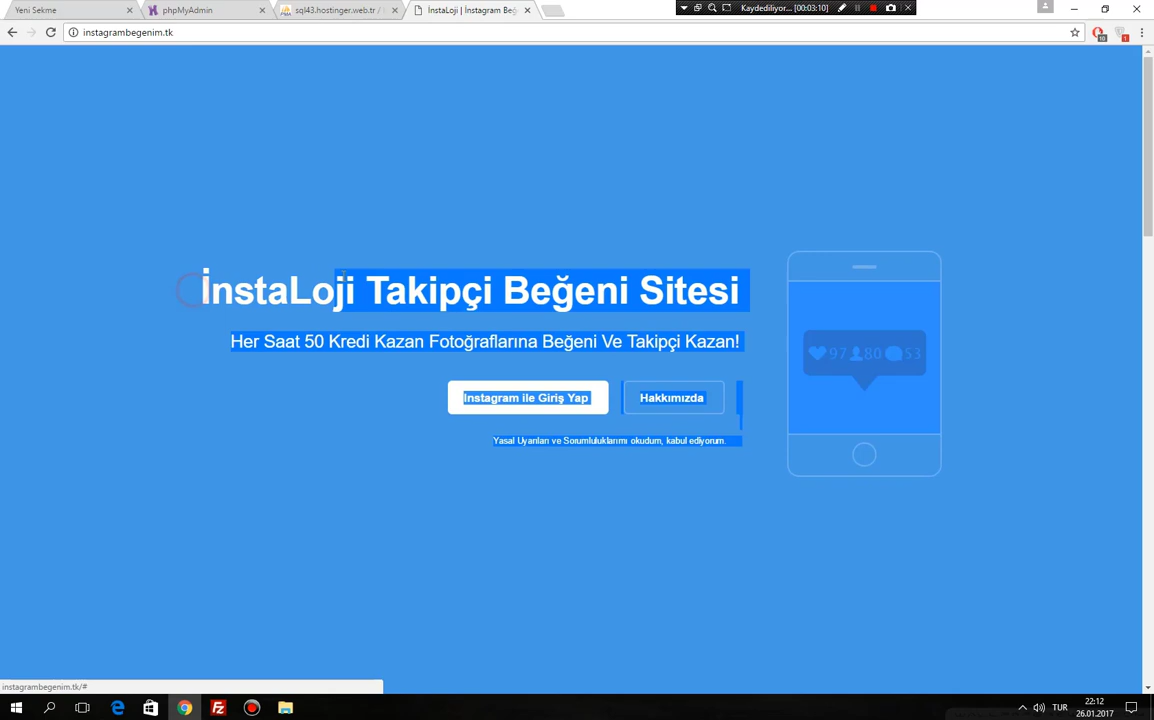 Yeni Sekme
phpMyAdmin
sql43.hostinger.web.tr /
İnstaLoji | İnstagram Beğ
Kaydediliyor... (00:03:10)
instagrambegenim.tk
10
1
İnstaLoji Takipçi Beğeni Sitesi
Her Saat 50 Kredi Kazan Fotoğraflarına Beğeni Ve Takipçi Kazan!
97 80 53
Instagram ile Giriş Yap
Hakkımızda
Yasal Uyarıları ve Sorumluluklarımı okudum, kabul ediyorum.
instagrambegenim.tk/#
TUR
22:12
26.01.2017